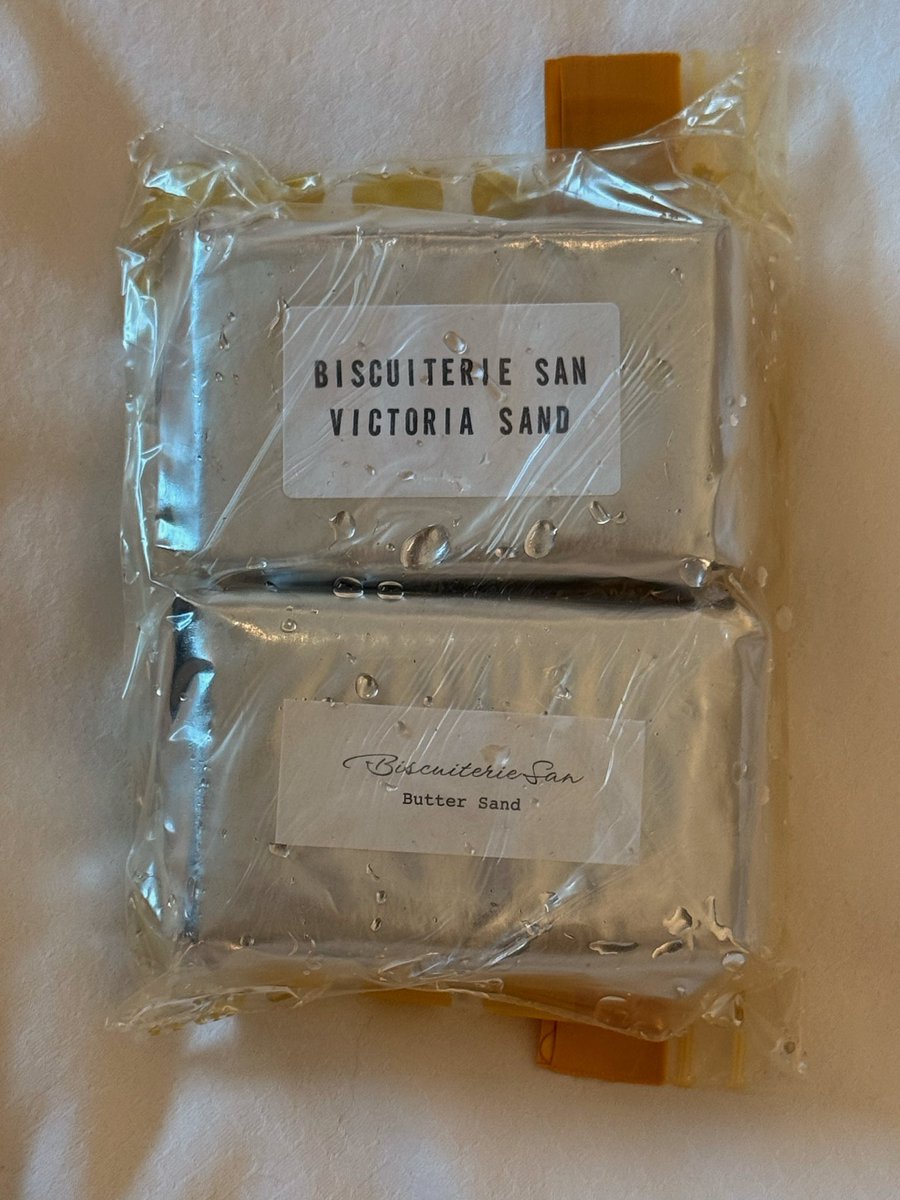 BISCUITERIE SAN
VICTORIA SAND
Biscuiterie San
Butter Sand